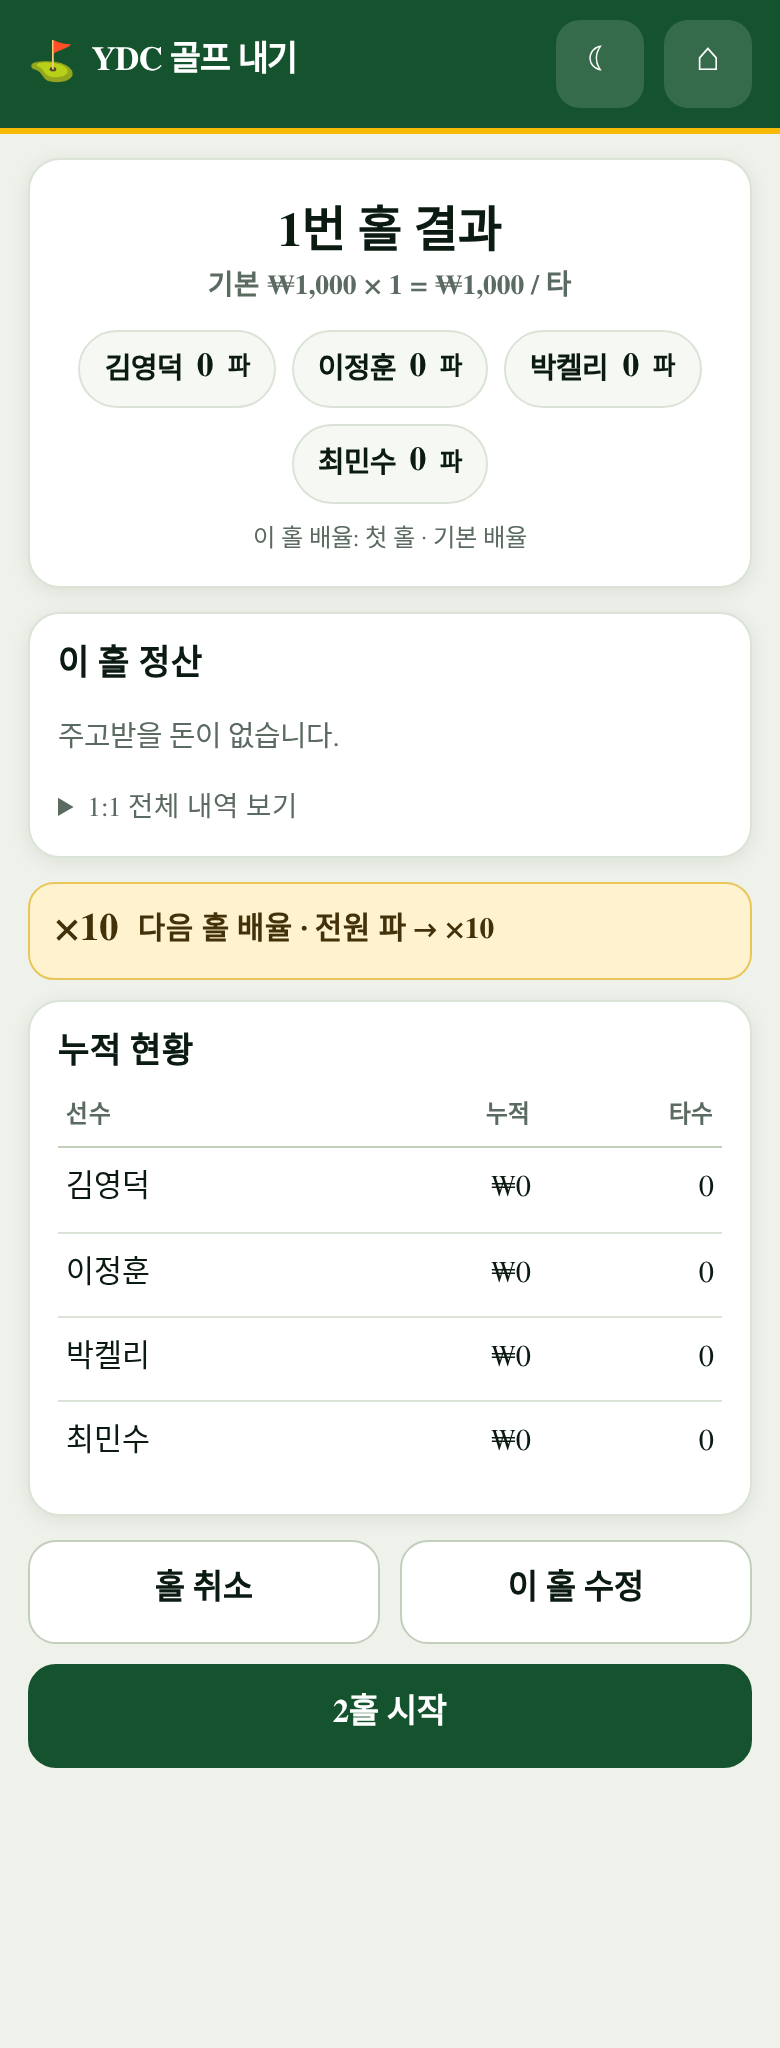 YDC 골프 내기
1번 홀 결과
기본 ₩1,000 × 1 = ₩1,000 / 타
김영덕 0 파 이정훈 0 파 박켈리 0 파
최민수 0 파
이 홀 배율: 첫 홀 · 기본 배율
이 홀 정산
주고받을 돈이 없습니다.
▶ 1:1 전체 내역 보기
×10 다음 홀 배율 · 전원 파 → ×10
누적 현황
선수 누적 타수
김영덕 ₩0 0
이정훈 ₩0 0
박켈리 ₩0 0
최민수 ₩0 0
홀 취소 이 홀 수정
2홀 시작